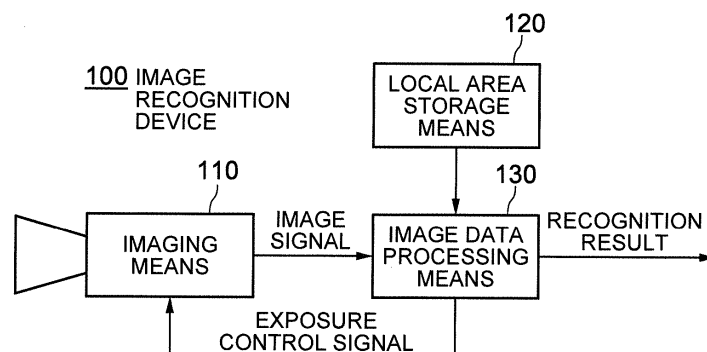 120
100 IMAGE
RECOGNITION
DEVICE
LOCAL AREA
STORAGE
MEANS
110
130
IMAGING
MEANS
IMAGE
SIGNAL
IMAGE DATA
PROCESSING
MEANS
RECOGNITION
RESULT
EXPOSURE
CONTROL SIGNAL